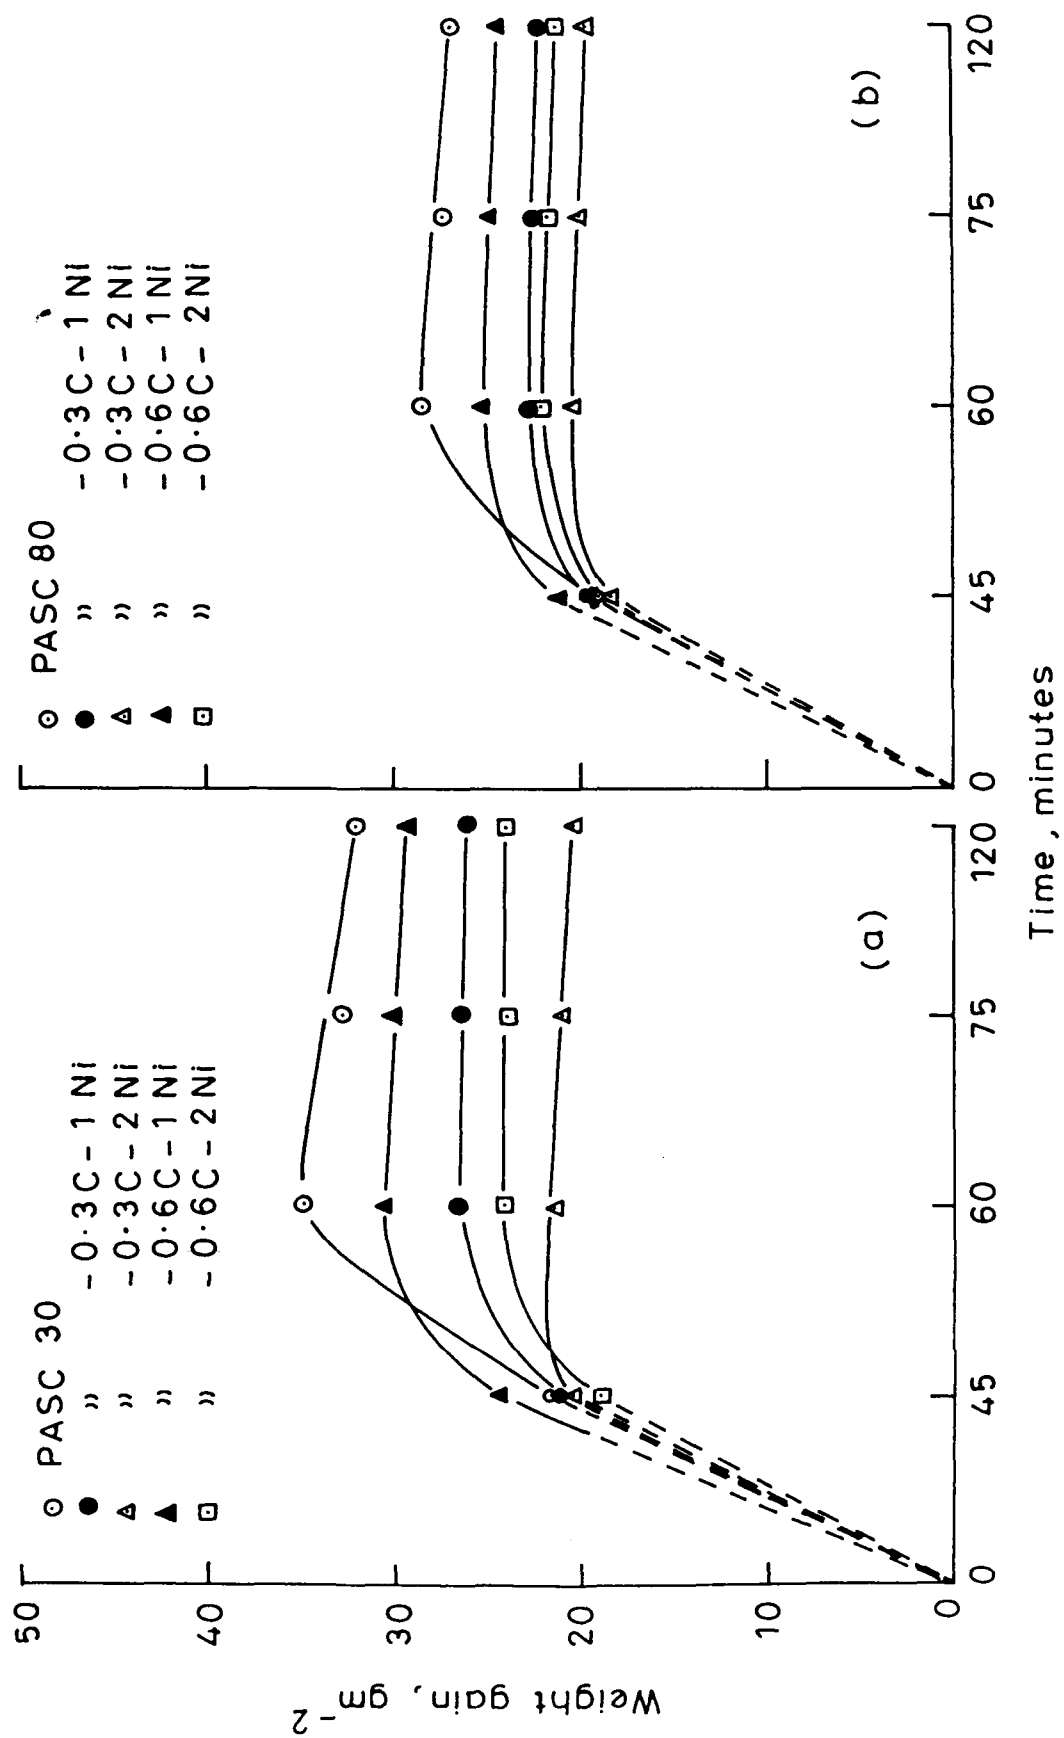 50
40
30
20
10
0
Weight gain, gm⁻²
⊙ PASC 30
● " -0·3C-1Ni
△ " -0·3C-2Ni
▲ " -0·6C-1Ni
⊡ " -0·6C-2Ni
(a)
0 45 60 75 120
⊙ PASC 80
● " -0·3C-1Ni
△ " -0·3C-2Ni
▲ " -0·6C-1Ni
⊡ " -0·6C-2Ni
(b)
0 45 60 75 120
Time, minutes